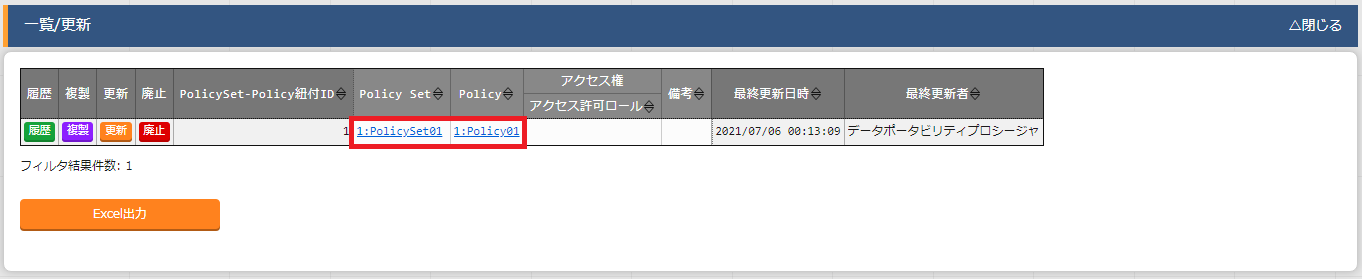 一覧/更新 △閉じる
履歴 複製 更新 廃止 PolicySet-Policy紐付ID Policy Set Policy アクセス権 備考 最終更新日時 最終更新者
アクセス許可ロール
履歴 複製 更新 廃止 1 1:PolicySet01 1:Policy01 2021/07/06 00:13:09 データポータビリティプロシージャ
フィルタ結果件数: 1
Excel出力